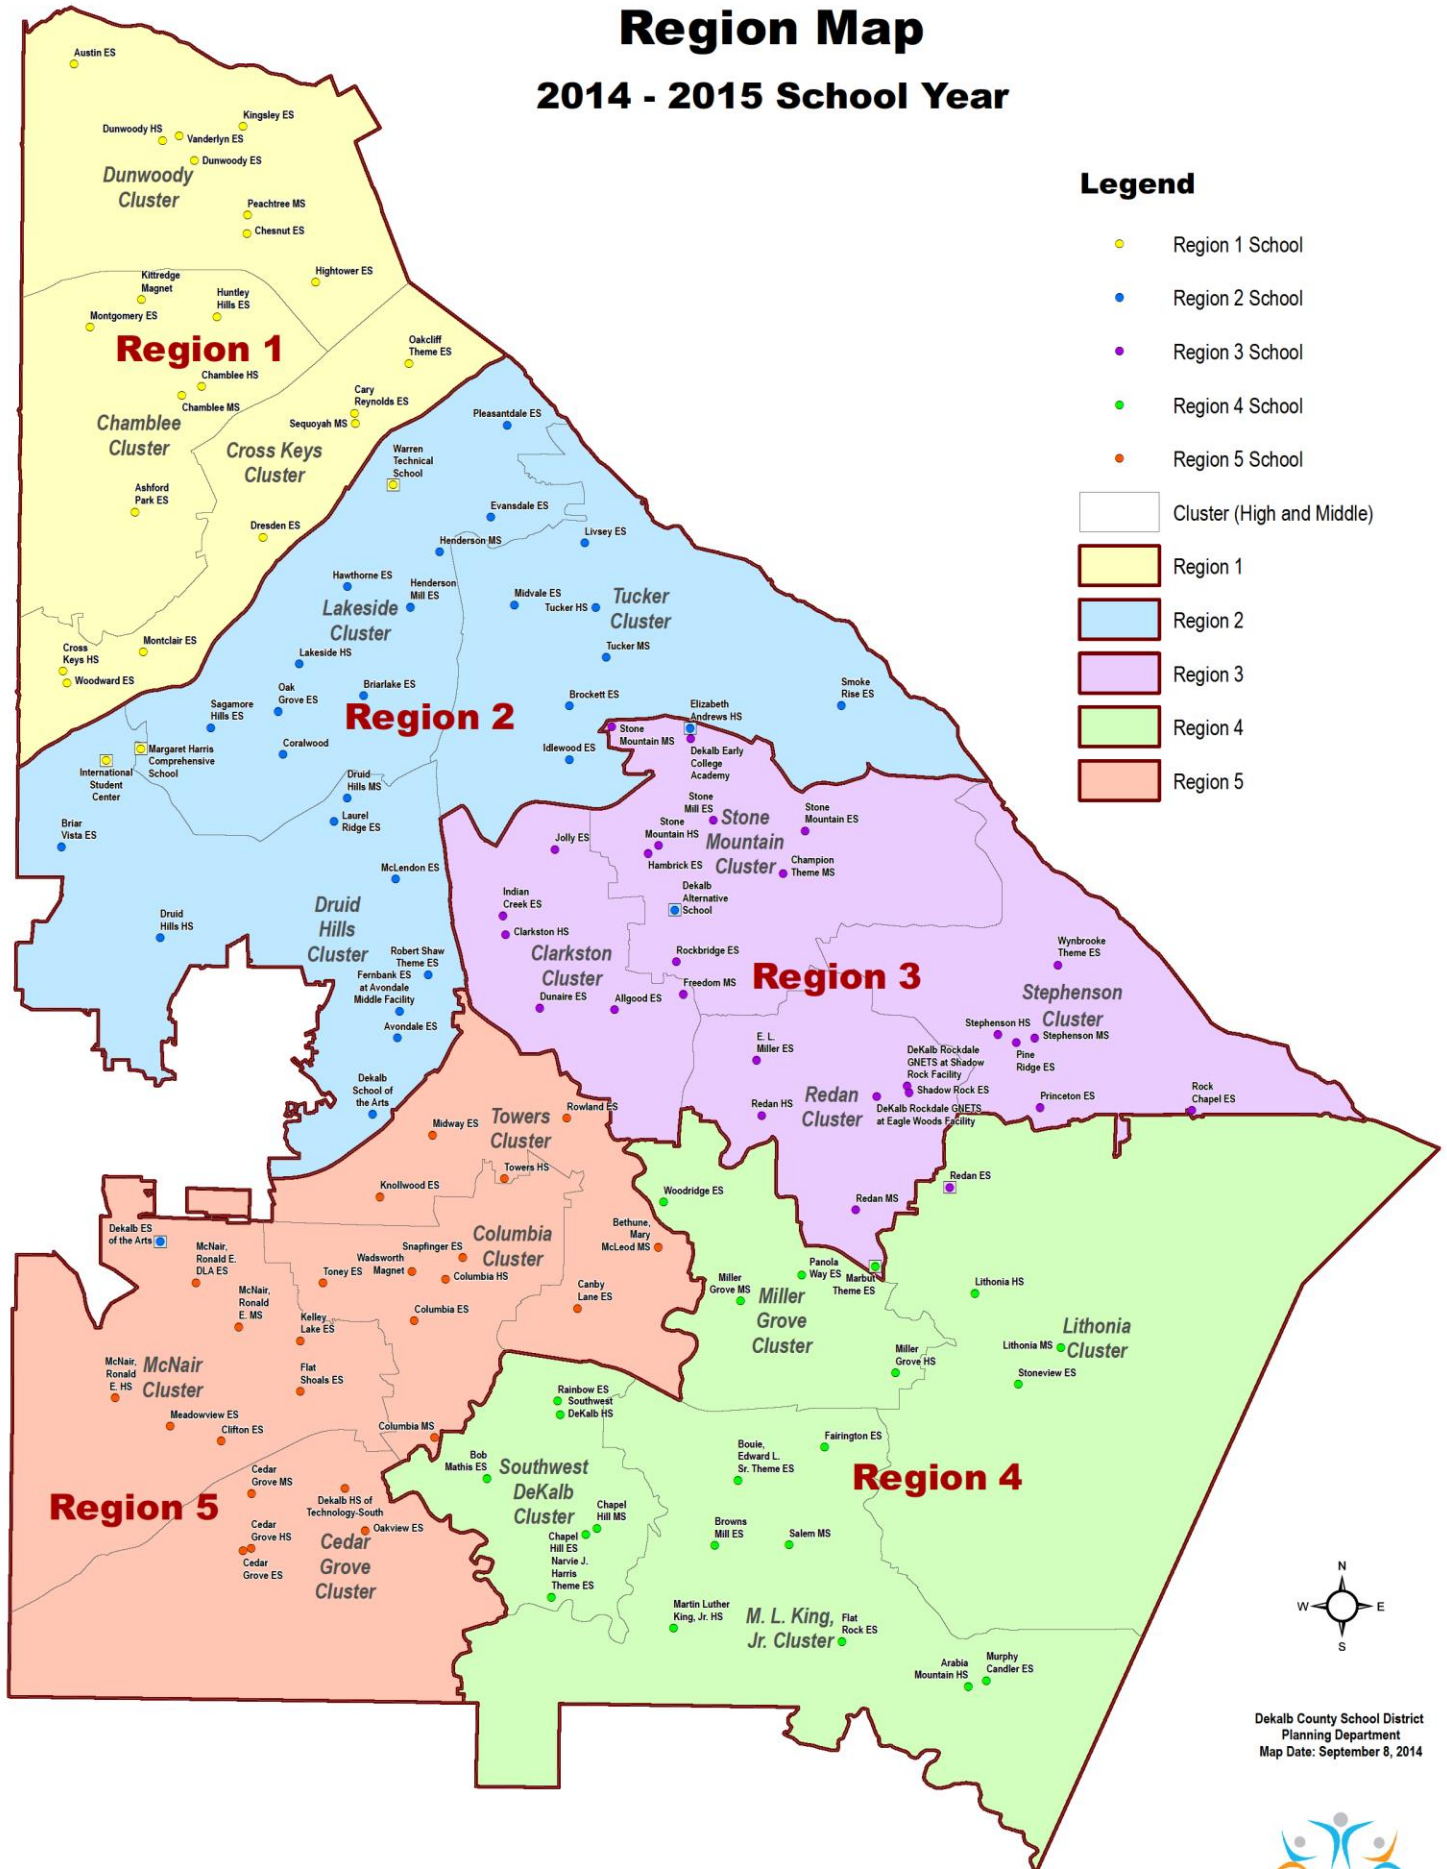 Region Map
2014 - 2015 School Year
Legend
Region 1 School
Region 2 School
Region 3 School
Region 4 School
Region 5 School
Cluster (High and Middle)
Region 1
Region 2
Region 3
Region 4
Region 5
Austin ES
Kingsley ES
Dunwoody HS
Vanderlyn ES
Dunwoody ES
Dunwoody
Cluster
Peachtree MS
Chesnut ES
Hightower ES
Kittredge
Magnet
Huntley
Hills ES
Montgomery ES
Region 1
Oakcliff
Theme ES
Chamblee HS
Chamblee MS
Cary
Reynolds ES
Sequoyah MS
Chamblee
Cluster
Cross Keys
Cluster
Ashford
Park ES
Dresden ES
Montclair ES
Cross
Keys HS
Woodward ES
Pleasantdale ES
Warren
Technical
School
Evansdale ES
Livsey ES
Henderson MS
Hawthorne ES
Henderson
Mill ES
Lakeside
Cluster
Midvale ES
Tucker HS
Tucker
Cluster
Tucker MS
Lakeside HS
Briarlake ES
Oak
Grove ES
Sagamore
Hills ES
Region 2
Brockett ES
Smoke
Rise ES
Elizabeth
Andrews HS
Stone
Mountain MS
Idlewood ES
Coralwood
Margaret Harris
Comprehensive
School
International
Student
Center
Dekalb Early
College
Academy
Druid
Hills MS
Laurel
Ridge ES
Briar
Vista ES
McLendon ES
Druid
Hills HS
Druid
Hills
Cluster
Robert Shaw
Theme ES
Fernbank ES
at Avondale
Middle Facility
Avondale ES
Dekalb
School of
the Arts
Stone
Mill ES
Stone
Mountain HS
Hambrick ES
Stone
Mountain
Cluster
Stone
Mountain ES
Champion
Theme MS
Jolly ES
Indian
Creek ES
Clarkston HS
Clarkston
Cluster
Dekalb
Alternative
School
Rockbridge ES
Region 3
Freedom MS
Dunaire ES
Allgood ES
Wynbrooke
Theme ES
Stephenson
Cluster
Stephenson HS
Stephenson MS
Pine
Ridge ES
E. L.
Miller ES
DeKalb Rockdale
GNETS at Shadow
Rock Facility
Shadow Rock ES
DeKalb Rockdale GNETS
at Eagle Woods Facility
Redan
Cluster
Redan HS
Princeton ES
Rock
Chapel ES
Redan ES
Redan MS
Towers
Cluster
Rowland ES
Midway ES
Towers HS
Knollwood ES
Woodridge ES
Dekalb ES
of the Arts
McNair,
Ronald E.
DLA ES
Snapfinger ES
Wadsworth
Magnet
Columbia
Cluster
Columbia HS
Toney ES
Bethune,
Mary
McLeod MS
Canby
Lane ES
Columbia ES
McNair,
Ronald
E. MS
Kelley
Lake ES
McNair,
Ronald
E. HS
McNair
Cluster
Flat
Shoals ES
Meadowview ES
Clifton ES
Columbia MS
Cedar
Grove MS
Region 5
Dekalb HS of
Technology-South
Oakview ES
Cedar
Grove HS
Cedar
Grove ES
Cedar
Grove
Cluster
Panola
Way ES
Marbut
Theme ES
Miller
Grove MS
Miller
Grove
Cluster
Lithonia HS
Lithonia
Cluster
Lithonia MS
Stoneview ES
Miller
Grove HS
Rainbow ES
Southwest
DeKalb HS
Bob
Mathis ES
Southwest
DeKalb
Cluster
Chapel
Hill MS
Chapel
Hill ES
Narvie J.
Harris
Theme ES
Fairington ES
Bouie,
Edward L.
Sr. Theme ES
Region 4
Browns
Mill ES
Salem MS
Martin Luther
King, Jr. HS
M. L. King,
Jr. Cluster
Flat
Rock ES
Arabia
Mountain HS
Murphy
Candler ES
N
W
E
S
Dekalb County School District
Planning Department
Map Date: September 8, 2014